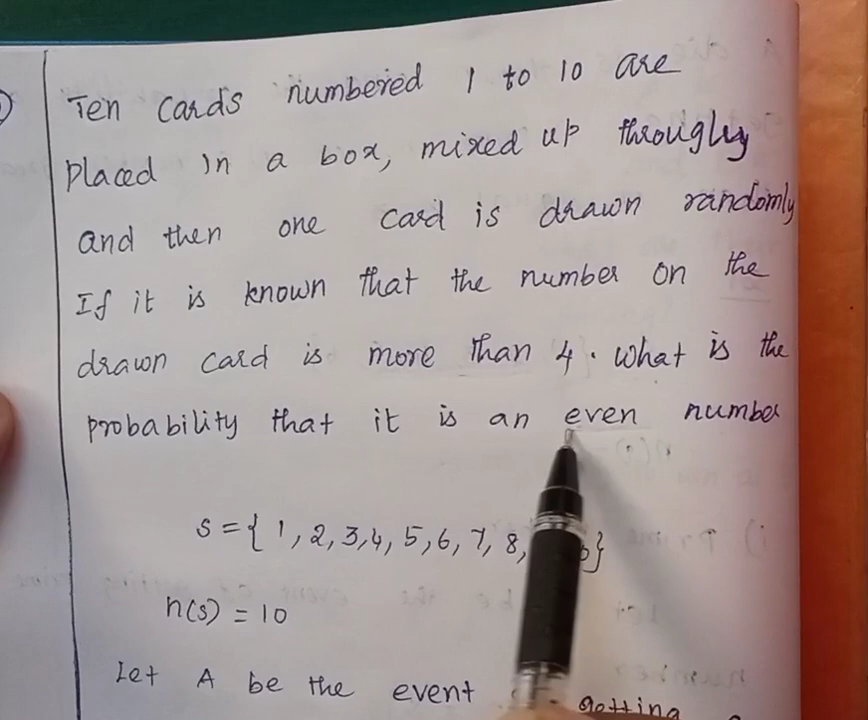 Ten cards numbered 1 to 10 are
placed in a box, mixed up througly
and then one card is drawn randomly
If it is known that the number on the
drawn card is more than 4. what is the
probability that it is an even number
S = { 1, 2, 3, 4, 5, 6, 7, 8, }
n(s) = 10
Let A be the event getting